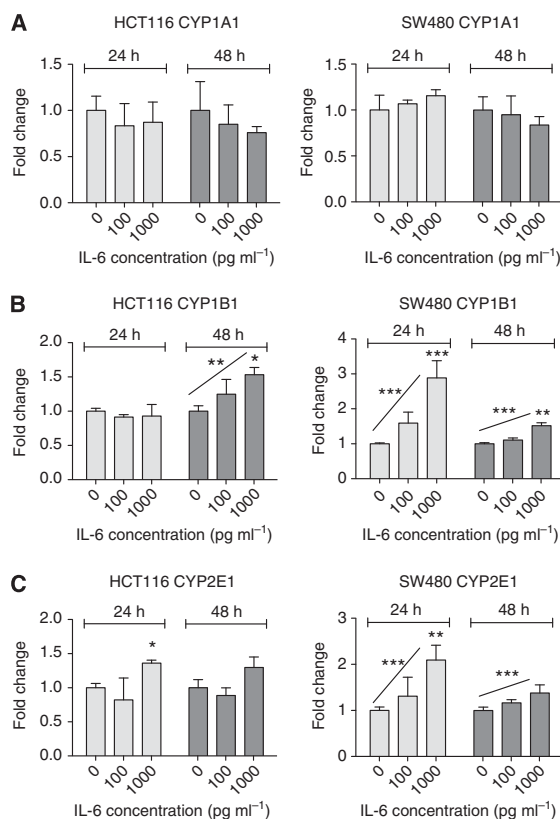 A
HCT116 CYP1A1
24 h
48 h
Fold change
1.5
1.0
0.5
0.0
0
100
1000
0
100
1000
IL-6 concentration (pg ml⁻¹)
SW480 CYP1A1
24 h
48 h
Fold change
1.5
1.0
0.5
0
0
100
1000
0
100
1000
IL-6 concentration (pg ml⁻¹)
B
HCT116 CYP1B1
24 h
48 h
Fold change
2.0
1.5
1.0
0.5
0.0
**
*
0
100
1000
0
100
1000
IL-6 concentration (pg ml⁻¹)
SW480 CYP1B1
24 h
48 h
Fold change
4
3
2
1
0
***
***
***
**
0
100
1000
0
100
1000
IL-6 concentration (pg ml⁻¹)
C
HCT116 CYP2E1
24 h
48 h
Fold change
2.0
1.5
1.0
0.5
0.0
*
0
100
1000
0
100
1000
IL-6 concentration (pg ml⁻¹)
SW480 CYP2E1
24 h
48 h
Fold change
3
2
1
0
***
**
***
0
100
1000
0
100
1000
IL-6 concentration (pg ml⁻¹)